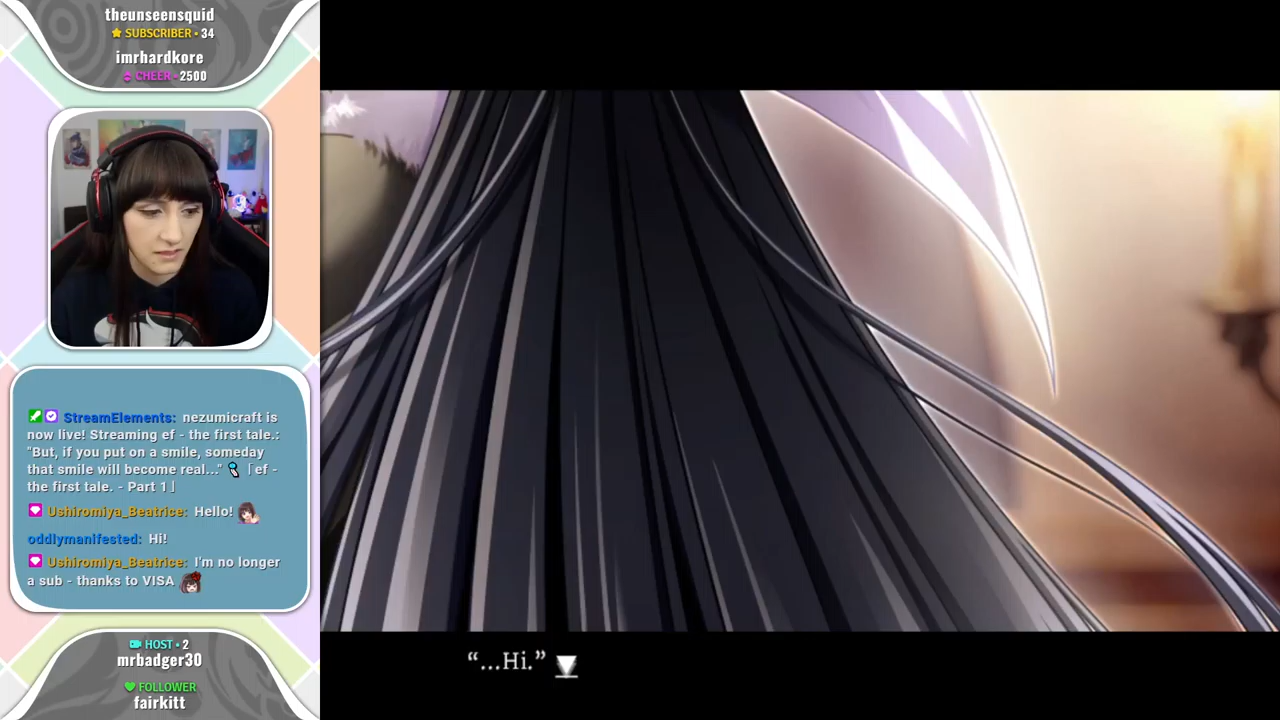 theunseensquid
SUBSCRIBER • 34
imrhardkore
CHEER • 2500
StreamElements: nezumicraft is
now live! Streaming ef - the first tale.:
"But, if you put on a smile, someday
that smile will become real..." 「ef -
the first tale. - Part 1」
Ushiromiya_Beatrice: Hello!
oddlymanifested: Hi!
Ushiromiya_Beatrice: I'm no longer
a sub - thanks to VISA
HOST • 2
mrbadger30
FOLLOWER
fairkitt
“...Hi.”